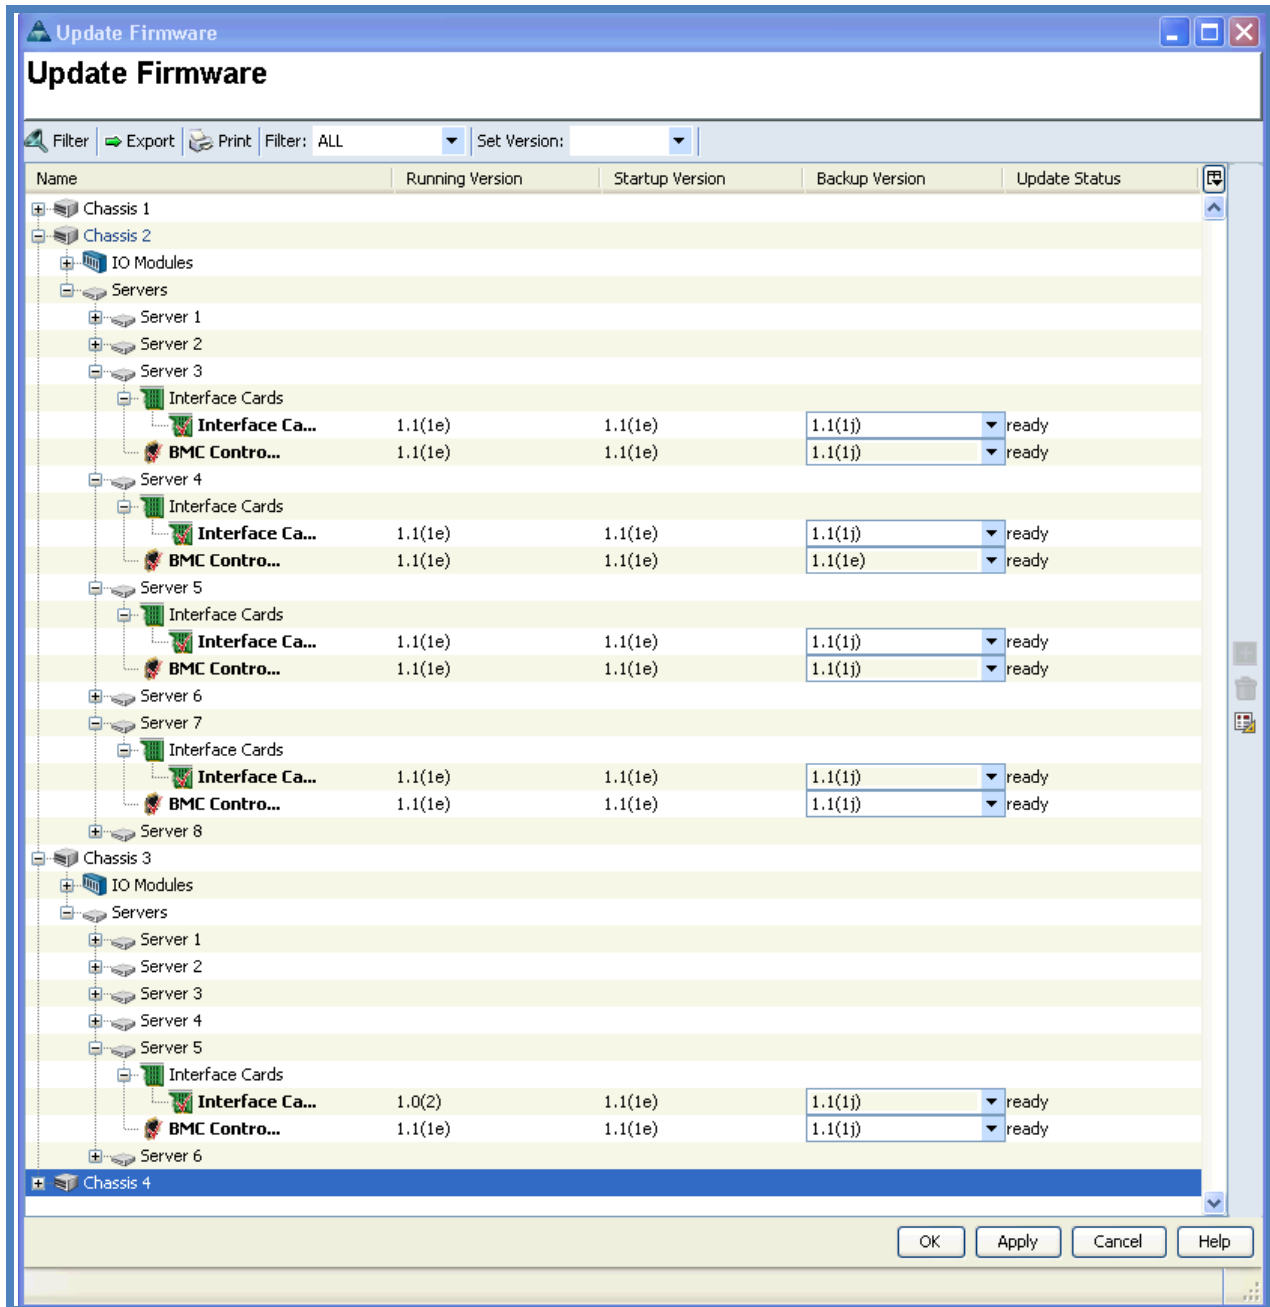 Update Firmware
Update Firmware
Filter Export Print Filter: ALL Set Version:
Name Running Version Startup Version Backup Version Update Status
Chassis 1
Chassis 2
IO Modules
Servers
Server 1
Server 2
Server 3
Interface Cards
Interface Ca... 1.1(1e) 1.1(1e) 1.1(1j) ready
BMC Contro... 1.1(1e) 1.1(1e) 1.1(1j) ready
Server 4
Interface Cards
Interface Ca... 1.1(1e) 1.1(1e) 1.1(1j) ready
BMC Contro... 1.1(1e) 1.1(1e) 1.1(1e) ready
Server 5
Interface Cards
Interface Ca... 1.1(1e) 1.1(1e) 1.1(1j) ready
BMC Contro... 1.1(1e) 1.1(1e) 1.1(1j) ready
Server 6
Server 7
Interface Cards
Interface Ca... 1.1(1e) 1.1(1e) 1.1(1j) ready
BMC Contro... 1.1(1e) 1.1(1e) 1.1(1j) ready
Server 8
Chassis 3
IO Modules
Servers
Server 1
Server 2
Server 3
Server 4
Server 5
Interface Cards
Interface Ca... 1.0(2) 1.1(1e) 1.1(1j) ready
BMC Contro... 1.1(1e) 1.1(1e) 1.1(1j) ready
Server 6
Chassis 4
OK Apply Cancel Help